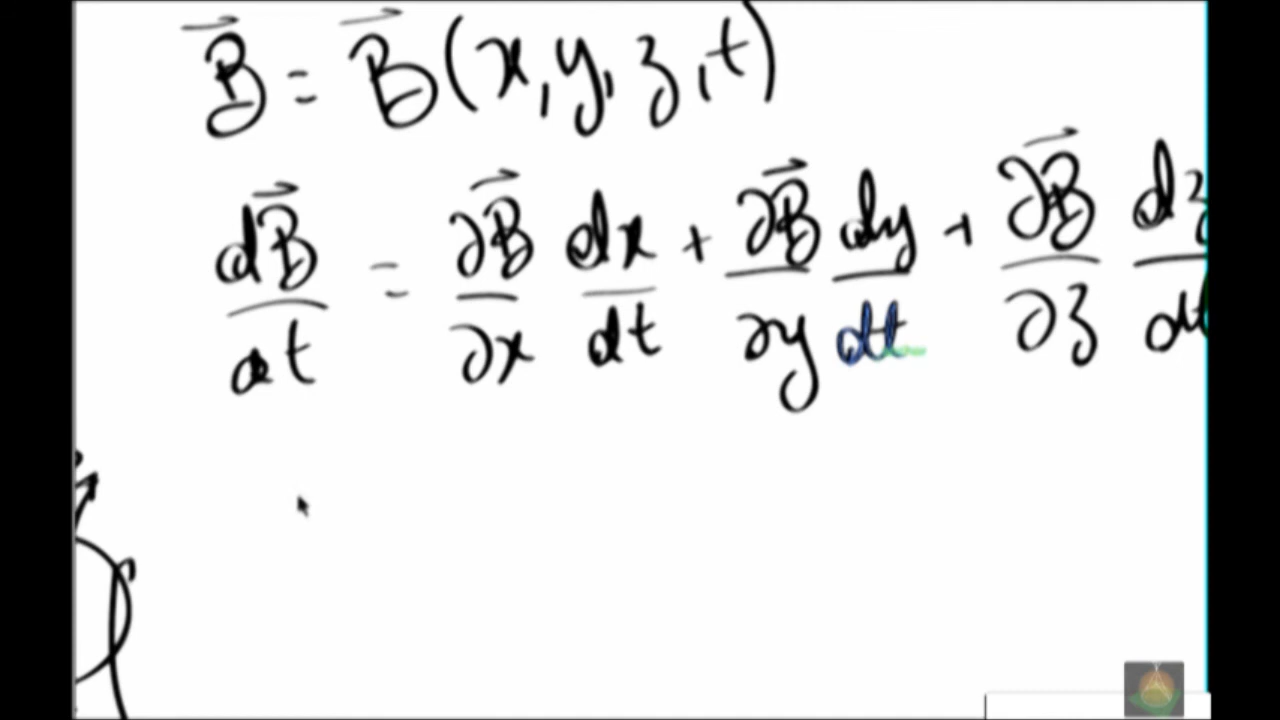 B⃗ = B⃗(x, y, z, t)
dB⃗/dt = ∂B⃗/∂x dx/dt + ∂B⃗/∂y dy/dt + ∂B⃗/∂z dz/dt